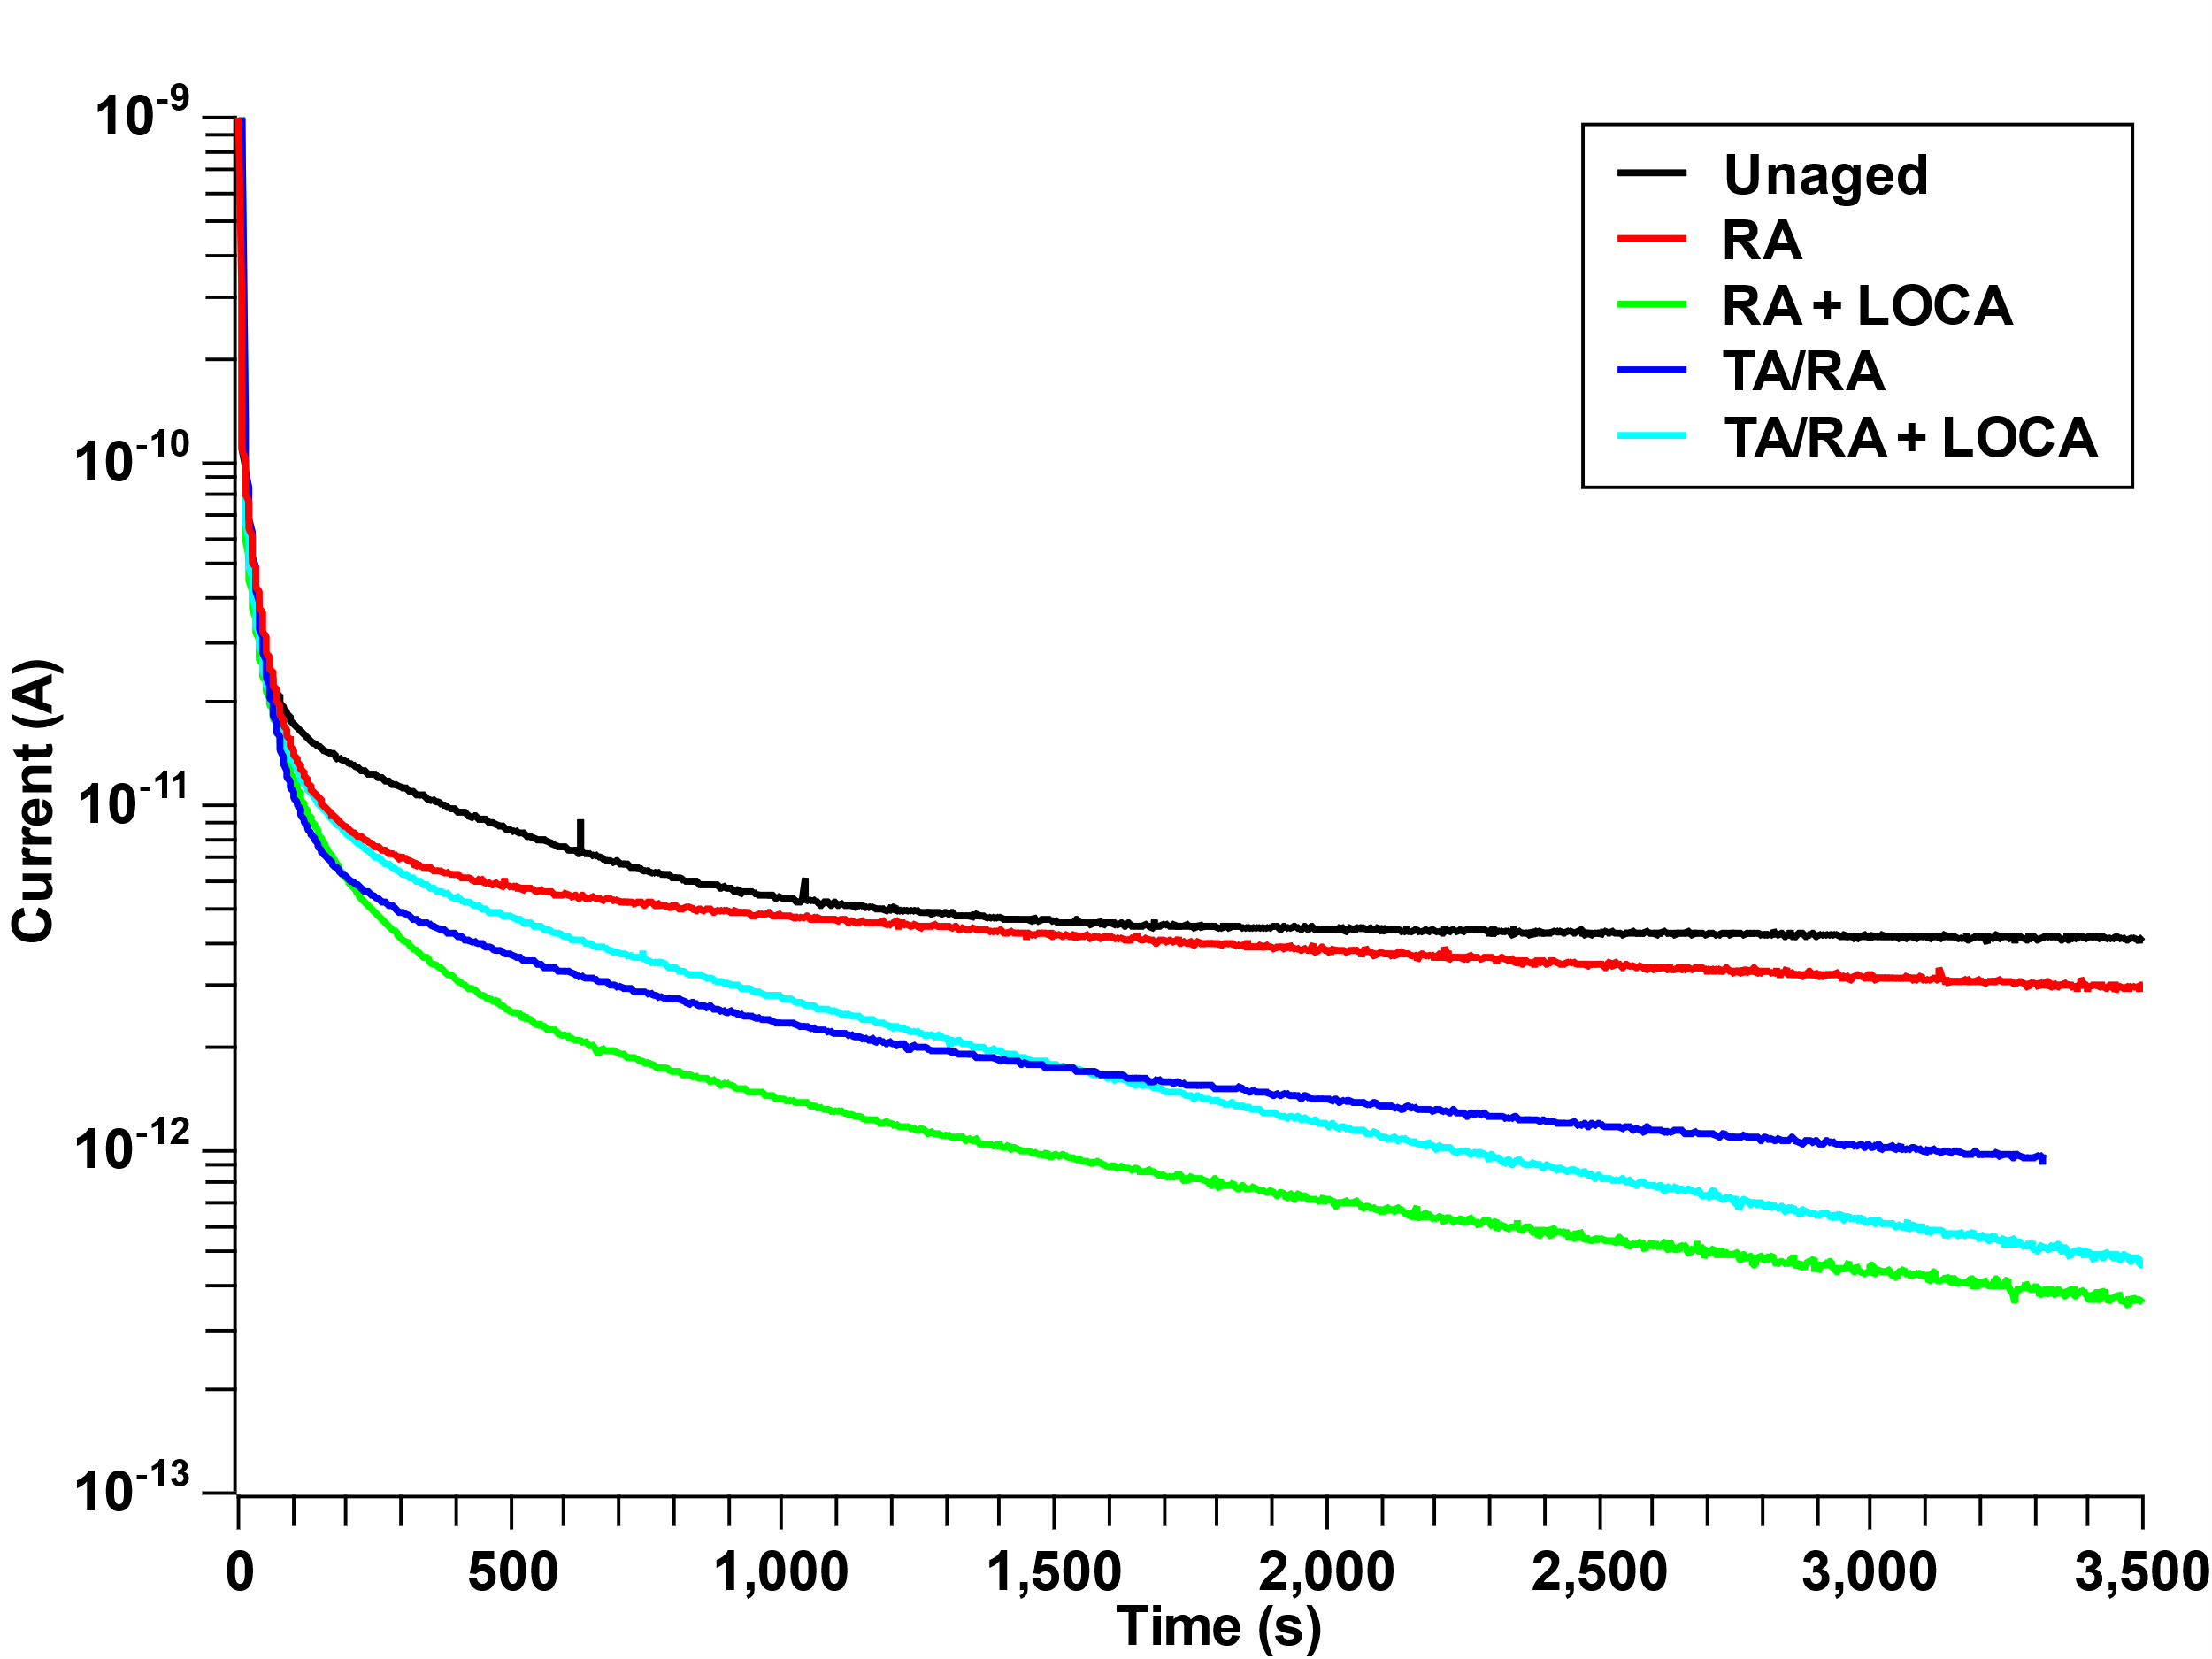 10-9
10-10
10-11
10-12
10-13
Current (A)
Unaged
RA
RA + LOCA
TA/RA
TA/RA + LOCA
0 500 1,000 1,500 2,000 2,500 3,000 3,500
Time (s)